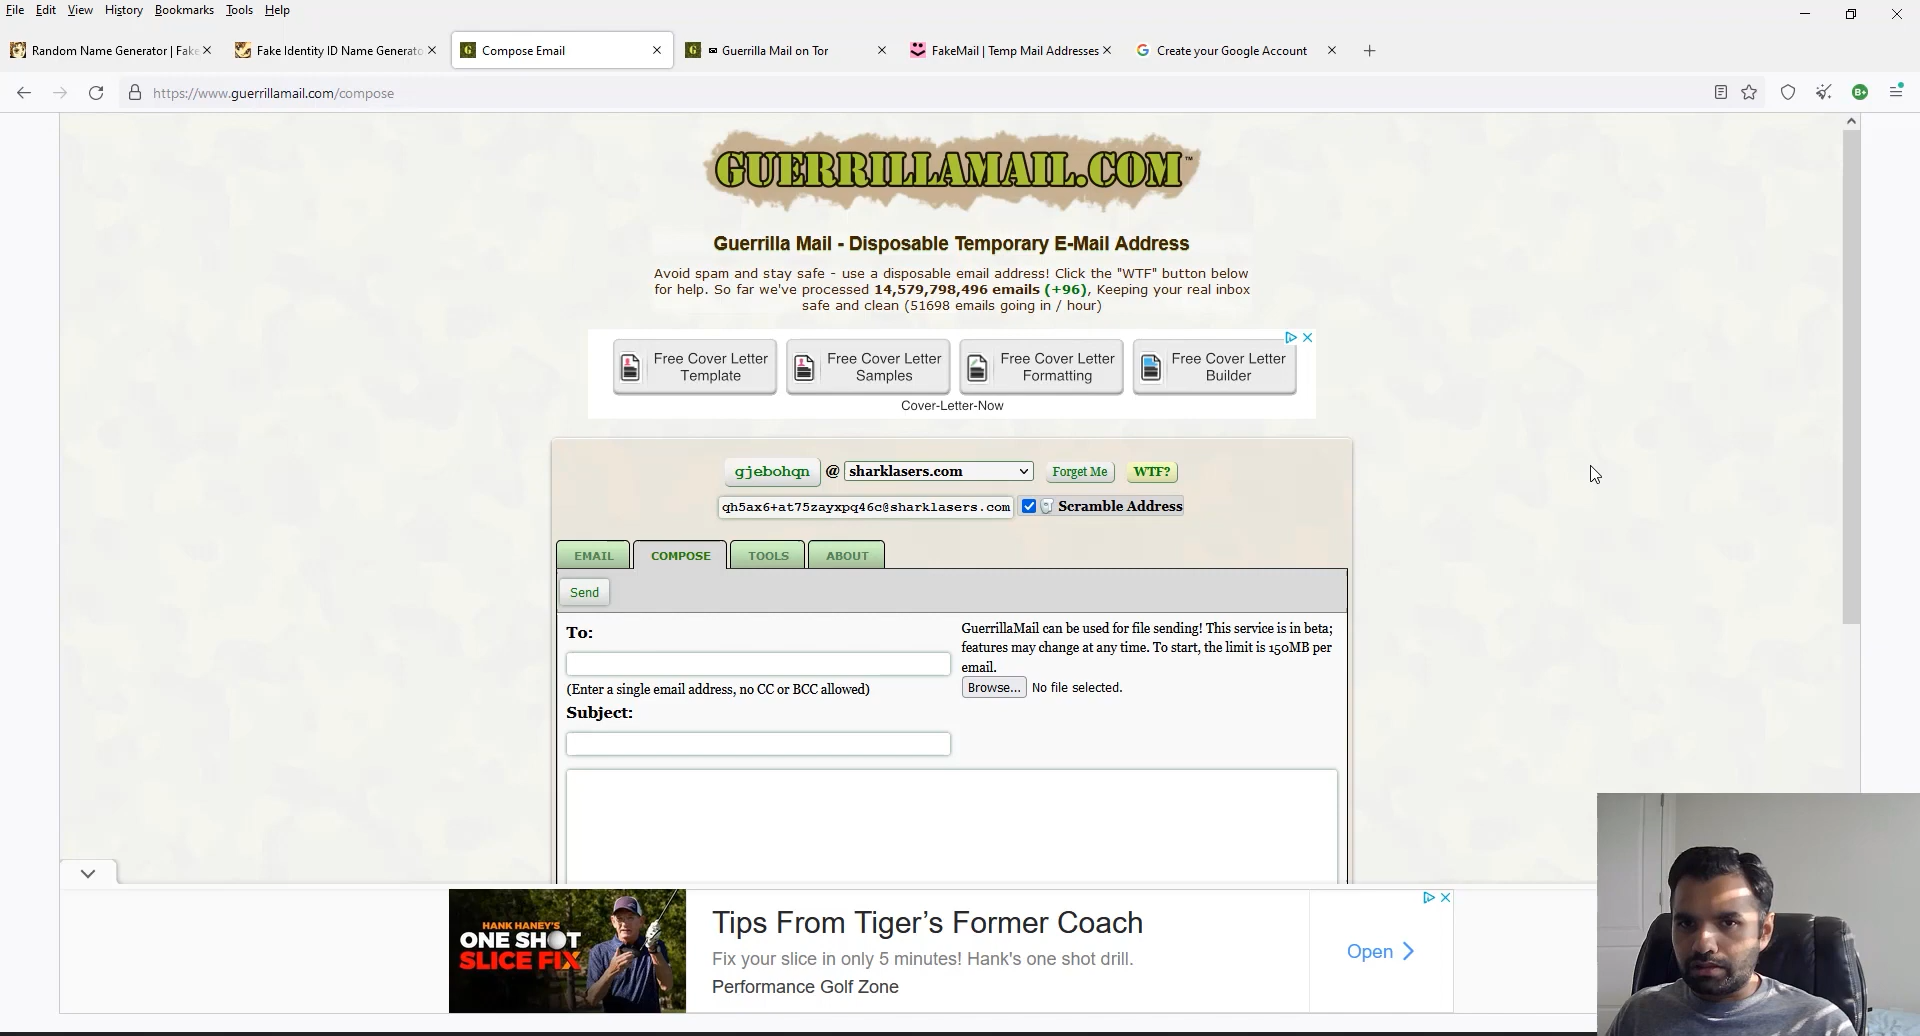 File Edit View History Bookmarks Tools Help
Random Name Generator | Fake
Fake Identity ID Name Generato
Compose Email
Guerrilla Mail on Tor
FakeMail | Temp Mail Addresses
Create your Google Account
https://www.guerrillamail.com/compose
GUERRILLAMAIL.COM™
Guerrilla Mail - Disposable Temporary E-Mail Address
Avoid spam and stay safe - use a disposable email address! Click the "WTF" button below
for help. So far we've processed 14,579,798,496 emails (+96), Keeping your real inbox
safe and clean (51698 emails going in / hour)
Free Cover Letter Template
Free Cover Letter Samples
Free Cover Letter Formatting
Free Cover Letter Builder
Cover-Letter-Now
gjebohqn @ sharklasers.com Forget Me WTF?
qh5ax6+at75zayxpq46c@sharklasers.com Scramble Address
EMAIL COMPOSE TOOLS ABOUT
Send
To:
(Enter a single email address, no CC or BCC allowed)
Subject:
GuerrillaMail can be used for file sending! This service is in beta;
features may change at any time. To start, the limit is 150MB per
email.
Browse... No file selected.
HANK HANEY'S
ONE SHOT
SLICE FIX
Tips From Tiger's Former Coach
Fix your slice in only 5 minutes! Hank's one shot drill.
Performance Golf Zone
Open